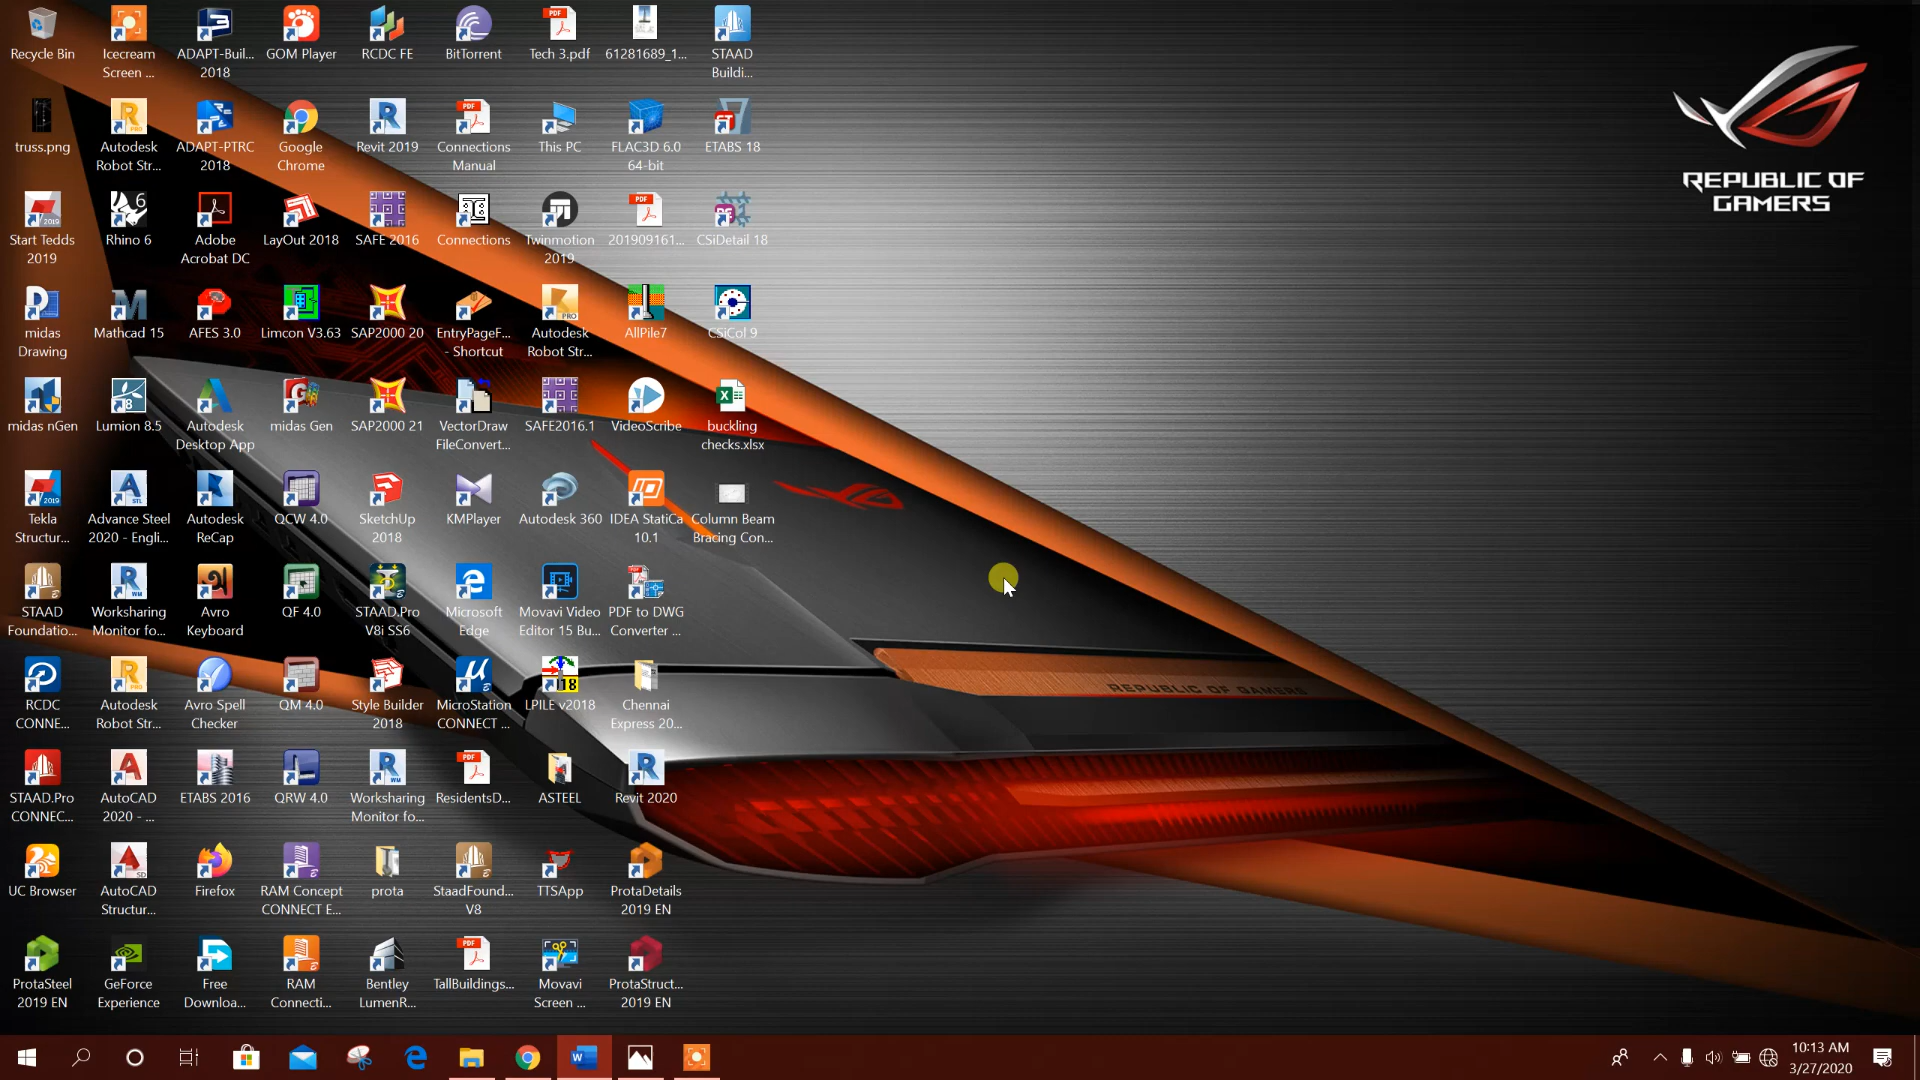 Recycle Bin
Icecream
Screen ...
ADAPT-Buil...
2018
GOM Player
RCDC FE
BitTorrent
Tech 3.pdf
61281689_1...
STAAD
Buildi...
truss.png
Autodesk
Robot Str...
ADAPT-PTRC
2018
Google
Chrome
Revit 2019
Connections
Manual
This PC
FLAC3D 6.0
64-bit
ETABS 18
Start Tedds
2019
Rhino 6
Adobe
Acrobat DC
LayOut 2018
SAFE 2016
Connections
Twinmotion
2019
201909161...
CSiDetail 18
midas
Drawing
Mathcad 15
AFES 3.0
Limcon V3.63
SAP2000 20
EntryPageF...
- Shortcut
Autodesk
Robot Str...
AllPile7
CSiCol 9
midas nGen
Lumion 8.5
Autodesk
Desktop App
midas Gen
SAP2000 21
VectorDraw
FileConvert...
SAFE2016.1
VideoScribe
buckling
checks.xlsx
Tekla
Structur...
Advance Steel
2020 - Engli...
Autodesk
ReCap
QCW 4.0
SketchUp
2018
KMPlayer
Autodesk 360
IDEA StatiCa
10.1
Column Beam
Bracing Con...
STAAD
Foundatio...
Worksharing
Monitor fo...
Avro
Keyboard
QF 4.0
STAAD.Pro
V8i SS6
Microsoft
Edge
Movavi Video
Editor 15 Bu...
PDF to DWG
Converter ...
RCDC
CONNE...
Autodesk
Robot Str...
Avro Spell
Checker
QM 4.0
Style Builder
2018
MicroStation
CONNECT ...
LPILE v2018
Chennai
Express 20...
STAAD.Pro
CONNEC...
AutoCAD
2020 - ...
ETABS 2016
QRW 4.0
Worksharing
Monitor fo...
ResidentsD...
ASTEEL
Revit 2020
UC Browser
AutoCAD
Structur...
Firefox
RAM Concept
CONNECT E...
prota
StaadFound...
V8
TTSApp
ProtaDetails
2019 EN
ProtaSteel
2019 EN
GeForce
Experience
Free
Downloa...
RAM
Connecti...
Bentley
LumenR...
TallBuildings...
Movavi
Screen ...
ProtaStruct...
2019 EN
REPUBLIC OF
GAMERS
REPUBLIC OF GAMERS
10:13 AM
3/27/2020